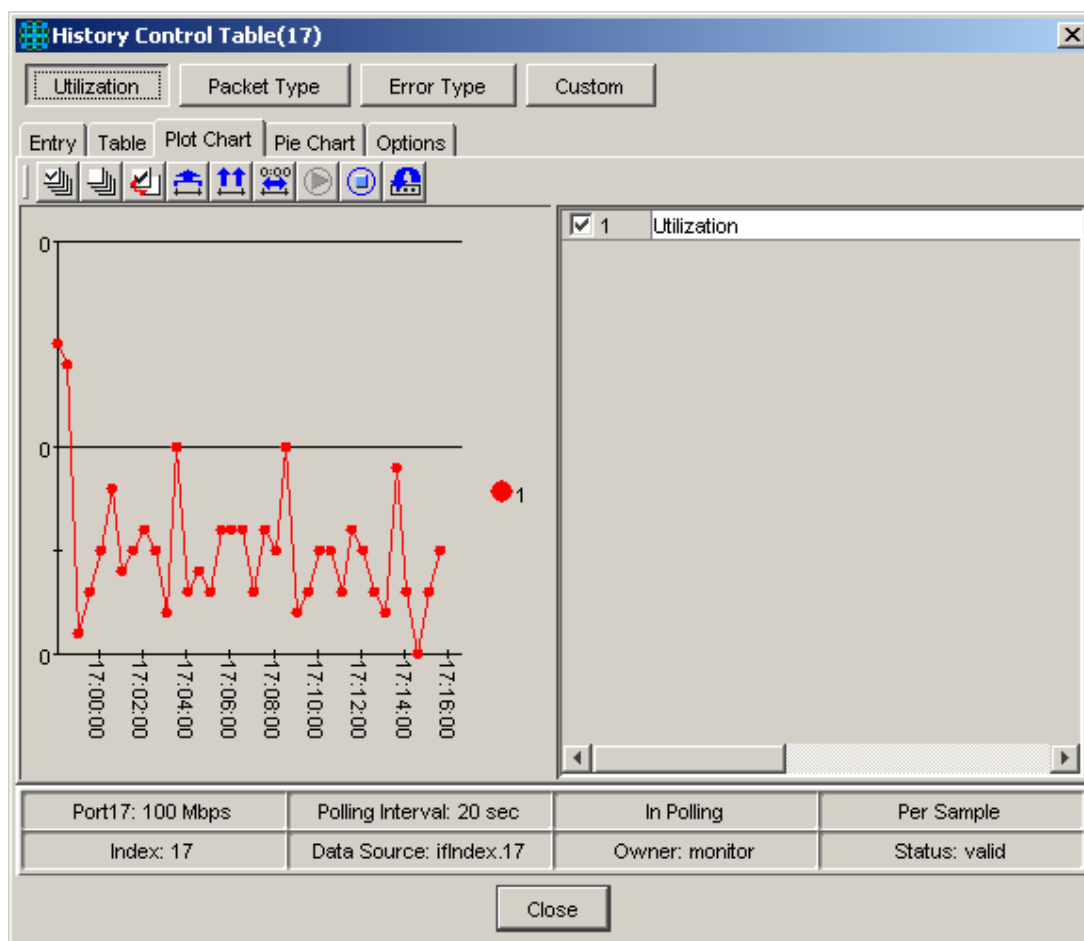 History Control Table(17)
Utilization Packet Type Error Type Custom
Entry Table Plot Chart Pie Chart Options
0:00
1 Utilization
0
0
0
1
17:00:00 17:02:00 17:04:00 17:06:00 17:08:00 17:10:00 17:12:00 17:14:00 17:16:00
Port17: 100 Mbps Polling Interval: 20 sec In Polling Per Sample
Index: 17 Data Source: ifIndex.17 Owner: monitor Status: valid
Close